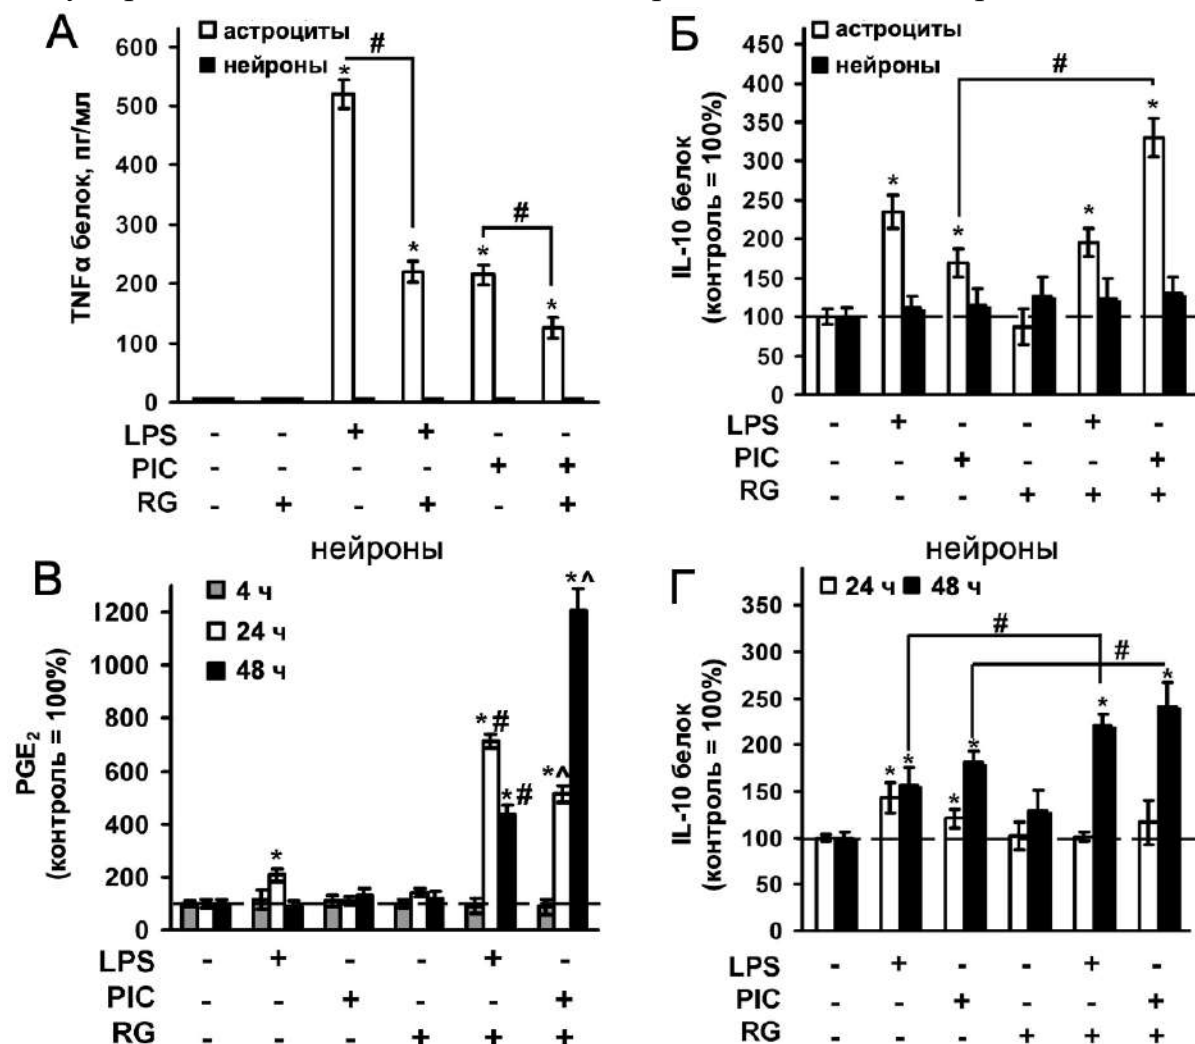 А
астроциты
нейроны
TNFα белок, пг/мл
600
500
400
300
200
100
0
#
#
* * * *
LPS - - + + - -
PIC - - - - + +
RG - + - + - +
Б
астроциты
нейроны
IL-10 белок
(контроль = 100%)
450
400
350
300
250
200
150
100
50
0
#
* * * *
LPS - + - - + -
PIC - - + - - +
RG - - - + + +
нейроны
В
4 ч
24 ч
48 ч
PGE2
(контроль = 100%)
1200
1000
800
600
400
200
0
* *# *# *^ *^
LPS - + - - + -
PIC - - + - - +
RG - - - + + +
нейроны
Г
24 ч 48 ч
IL-10 белок
(контроль = 100%)
350
300
250
200
150
100
50
0
#
#
* * * * * *
LPS - + - - + -
PIC - - + - - +
RG - - - + + +